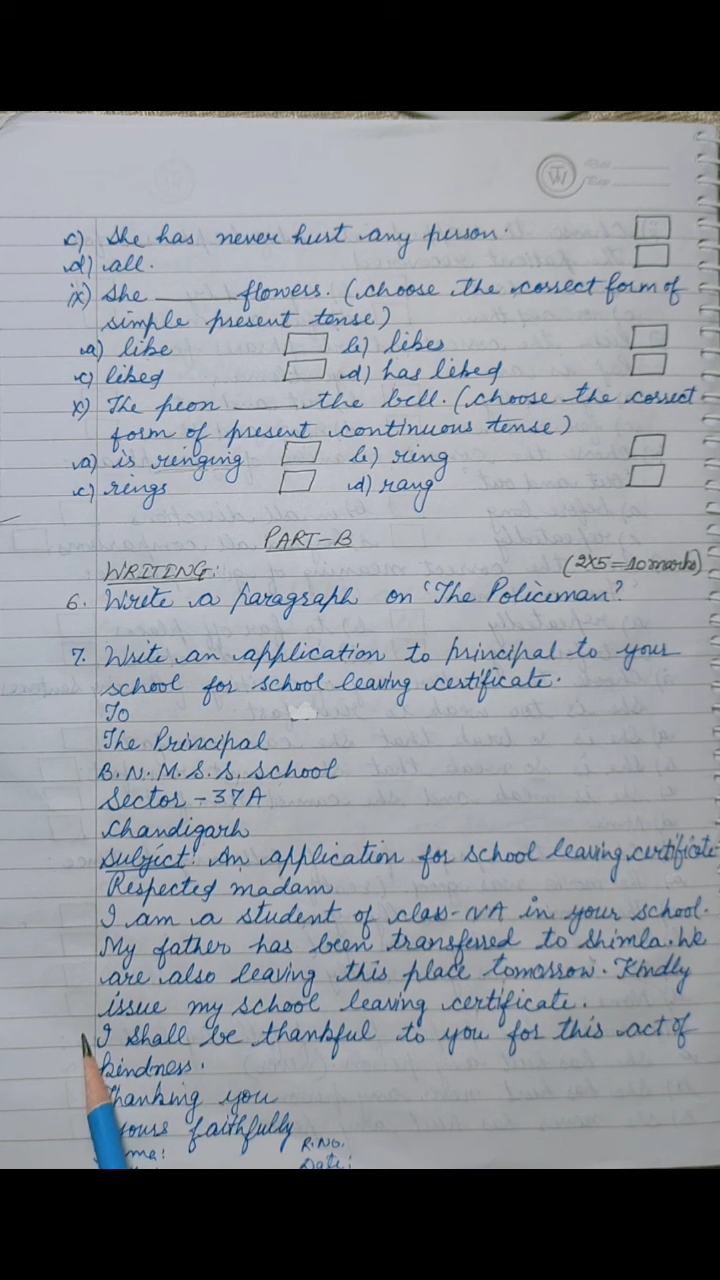 c) She has never hurt any person.
d) all.
ix) She ______ flowers. (choose the correct form of
simple present tense)
a) like b) likes
c) liked d) has liked
x) The peon ______ the bell. (choose the correct
form of present continuous tense)
a) is renging b) ring
c) rings d) rang
PART-B
WRITING: (2X5=10 marks)
6. Write a paragraph on 'The Policeman'?
7. Write an application to principal to your
school for school leaving certificate.
To
The Principal
B.N.M.S.S. School
Sector - 37A
Chandigarh
Subject: An application for school leaving certificate
Respected madam
I am a student of class-VA in your school.
My father has been transferred to Shimla. We
are also leaving this place tomorrow. Kindly
issue my school leaving certificate.
I shall be thankful to you for this act of
kindness.
hanking you
yours faithfully
R.No.
Date: